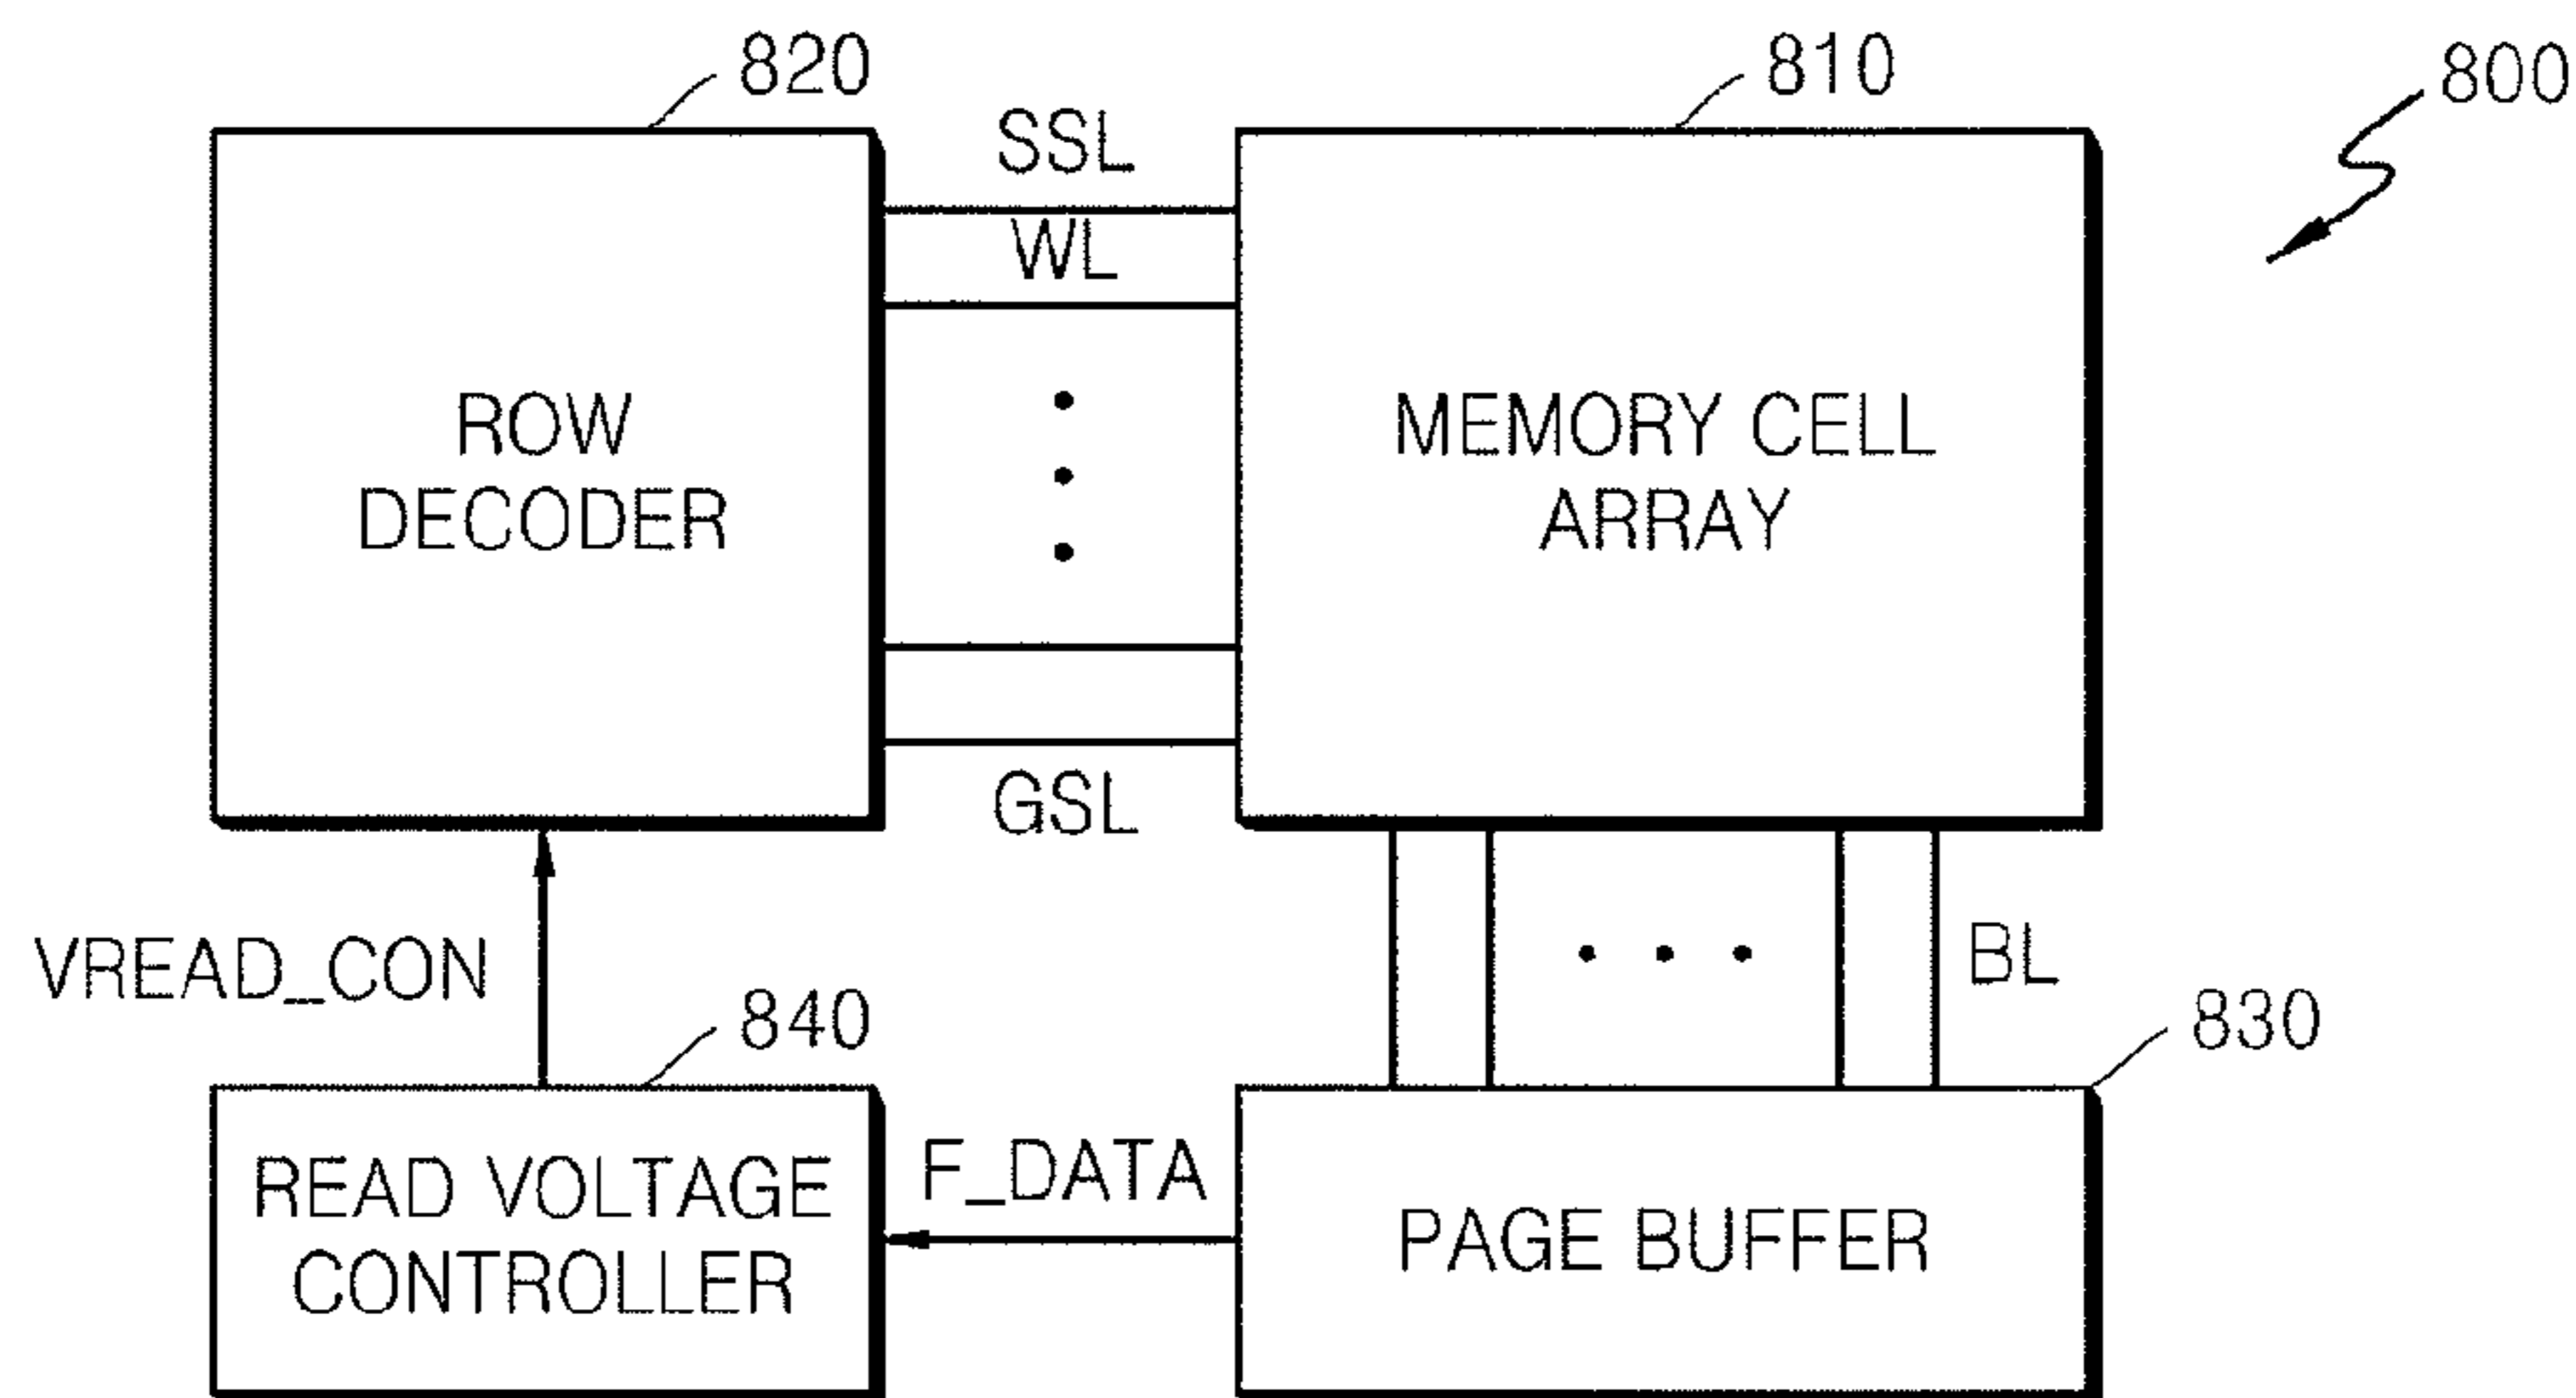 820
810
800
SSL
WL
ROW
DECODER
MEMORY CELL
ARRAY
GSL
VREAD_CON
BL
840
830
READ VOLTAGE
CONTROLLER
F_DATA
PAGE BUFFER